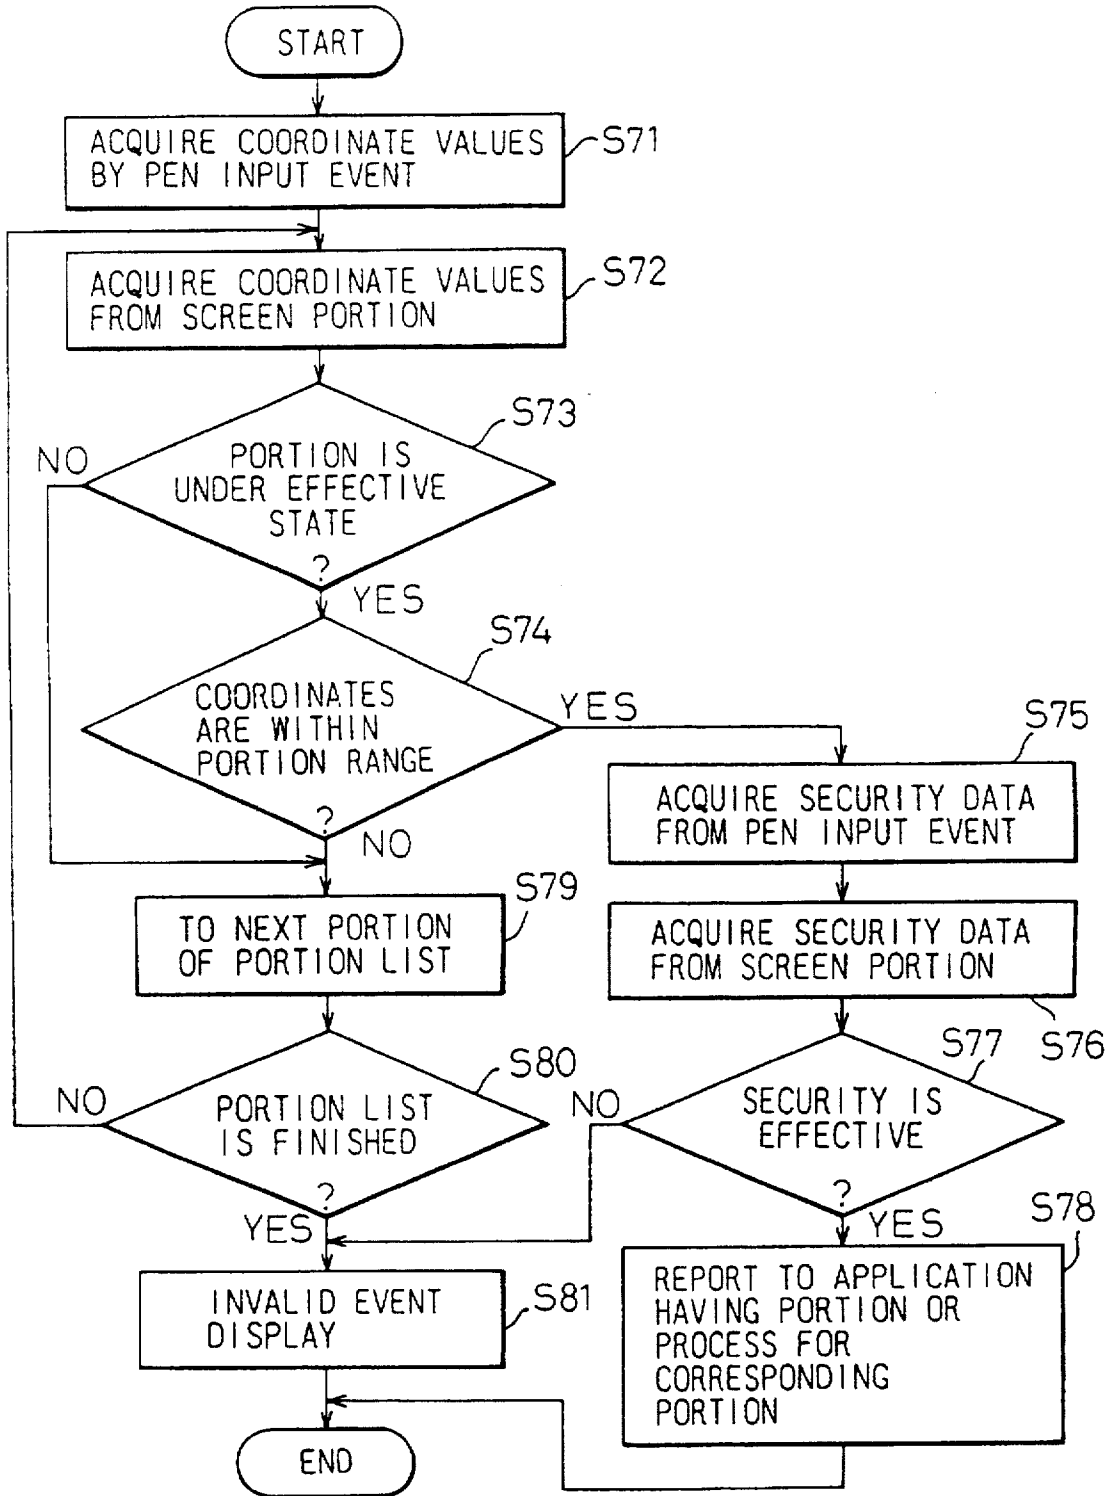 START
ACQUIRE COORDINATE VALUES
BY PEN INPUT EVENT
S71
ACQUIRE COORDINATE VALUES
FROM SCREEN PORTION
S72
S73
NO
PORTION IS
UNDER EFFECTIVE
STATE
?
YES
S74
COORDINATES
ARE WITHIN
PORTION RANGE
?
YES
NO
S75
ACQUIRE SECURITY DATA
FROM PEN INPUT EVENT
S79
TO NEXT PORTION
OF PORTION LIST
ACQUIRE SECURITY DATA
FROM SCREEN PORTION
S76
S80
NO
PORTION LIST
IS FINISHED
?
YES
S77
NO
SECURITY IS
EFFECTIVE
?
YES
S78
REPORT TO APPLICATION
HAVING PORTION OR
PROCESS FOR
CORRESPONDING
PORTION
INVALID EVENT
DISPLAY
S81
END